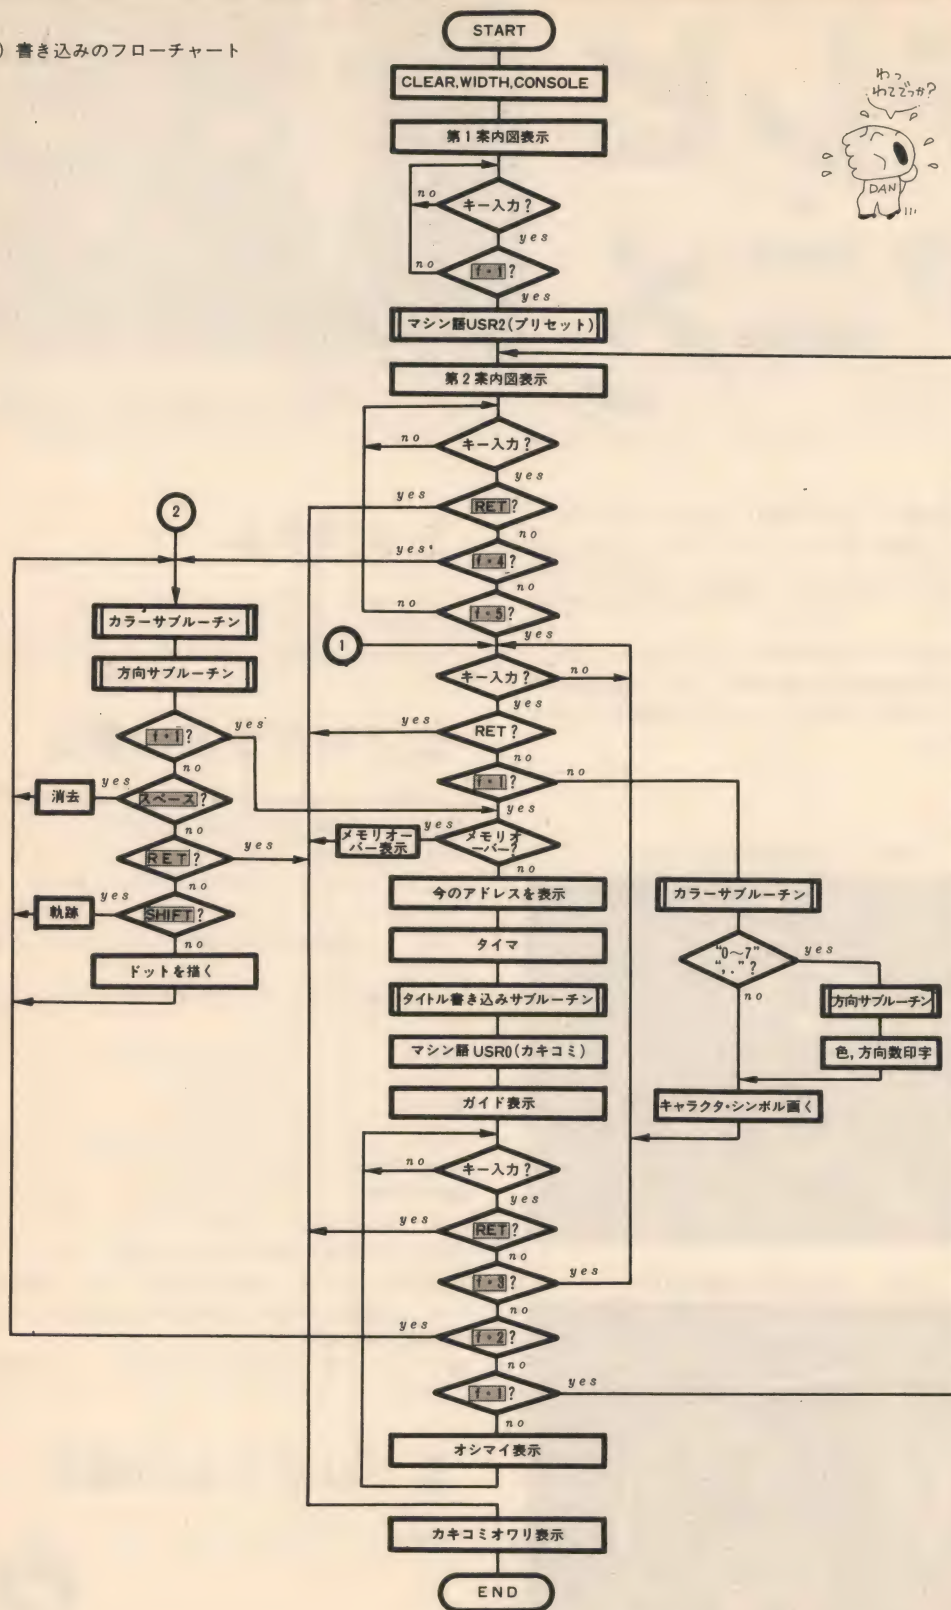 ) 書き込みのフローチャート
START
CLEAR,WIDTH,CONSOLE
わっ
わてでっか?
DAN
第1案内図表示
no
キー入力?
yes
no
f・1?
yes
マシン語USR2(プリセット)
第2案内図表示
no
キー入力?
yes
yes
RET?
no
2
yes
f・4?
no
no
f・5?
yes
カラーサブルーチン
1
方向サブルーチン
キー入力?
no
yes
yes
RET?
no
f・1?
yes
no
f・1?
no
yes
消去
yes
スペース?
no
メモリオーバー表示
yes
メモリオーバー?
no
RET?
yes
no
今のアドレスを表示
カラーサブルーチン
軌跡
yes
SHIFT?
no
タイマ
"0〜7"
",."?
yes
no
ドットを描く
タイトル書き込みサブルーチン
方向サブルーチン
マシン語USR0(カキコミ)
色,方向数印字
ガイド表示
キャラクタ・シンボル画く
no
キー入力?
yes
yes
RET?
no
f・3?
yes
no
yes
f・2?
no
f・1?
yes
no
オシマイ表示
カキコミオワリ表示
END